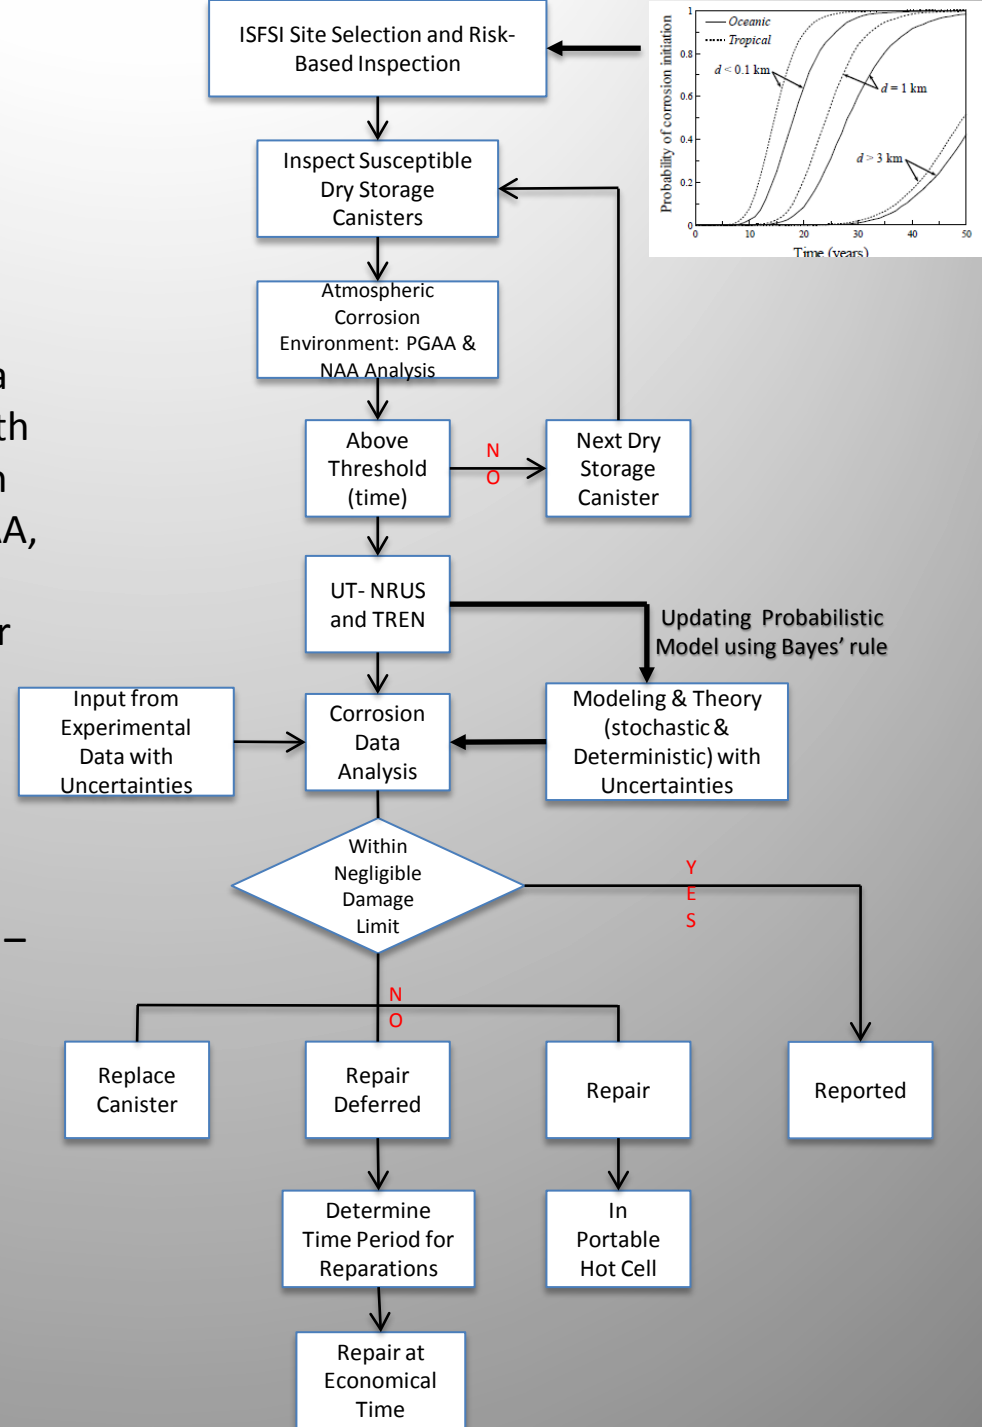 ISFSI Site Selection and Risk-
Based Inspection
Probability of corrosion initiation
1
0.8
0.6
0.4
0.2
0
0
10
20
30
40
50
Time (years)
Oceanic
Tropical
d < 0.1 km
d = 1 km
d > 3 km
Inspect Susceptible
Dry Storage
Canisters
Atmospheric
Corrosion
Environment: PGAA &
NAA Analysis
a
th
n
AA,
r
–
Above
Threshold
(time)
N
O
Next Dry
Storage
Canister
UT- NRUS
and TREN
Updating Probabilistic
Model using Bayes' rule
Input from
Experimental
Data with
Uncertainties
Corrosion
Data
Analysis
Modeling & Theory
(stochastic &
Deterministic) with
Uncertainties
Within
Negligible
Damage
Limit
Y
E
S
N
O
Replace
Canister
Repair
Deferred
Repair
Reported
Determine
Time Period for
Reparations
In
Portable
Hot Cell
Repair at
Economical
Time